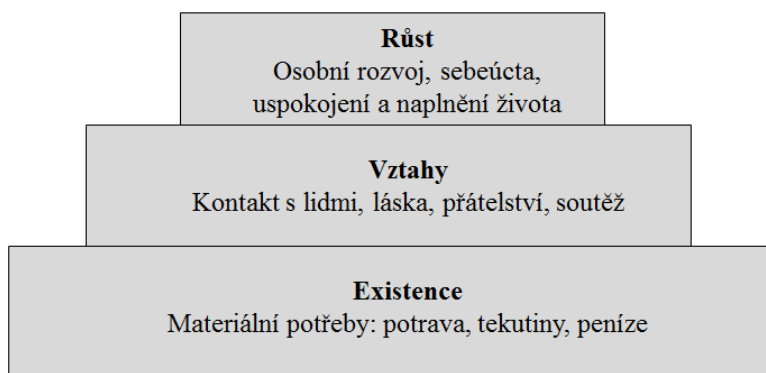 Růst
Osobní rozvoj, sebeúcta,
uspokojení a naplnění života
Vztahy
Kontakt s lidmi, láska, přátelství, soutěž
Existence
Materiální potřeby: potrava, tekutiny, peníze